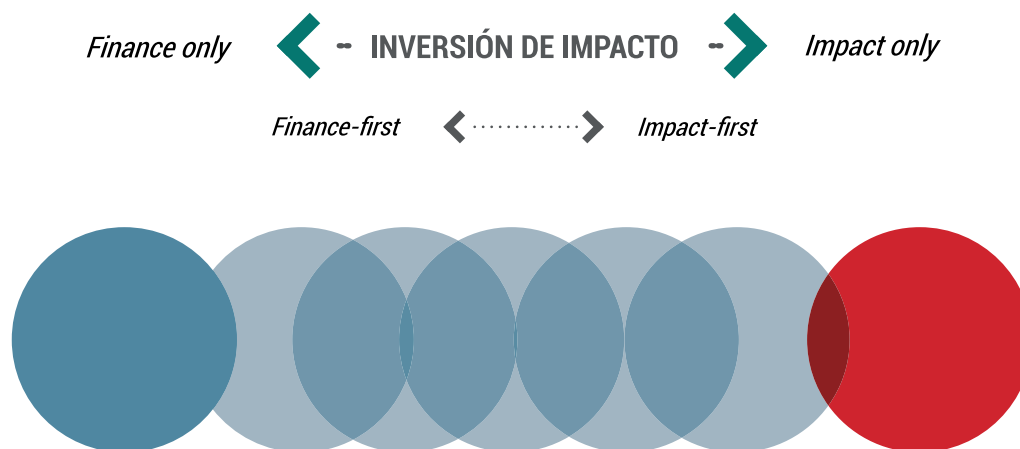 Finance only -- INVERSIÓN DE IMPACTO -- Impact only
Finance-first Impact-first